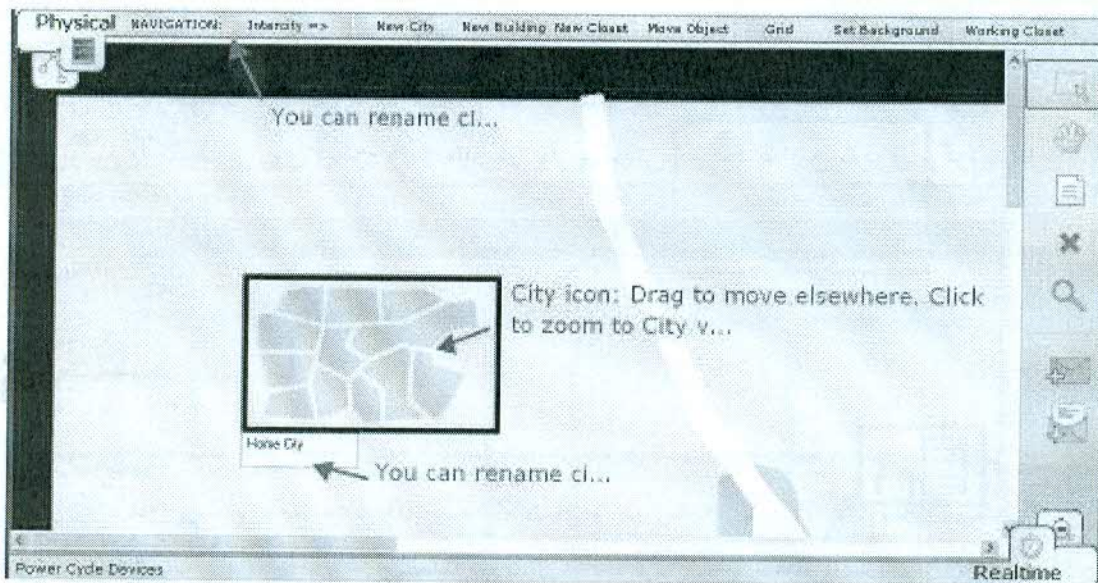 Physical NAVIGATION: Intercity => New City New Building New Closet Move Object Grid Set Background Working Closet
You can rename ci...
City icon: Drag to move elsewhere. Click
to zoom to City v...
Home City
You can rename ci...
Power Cycle Devices
Realtime